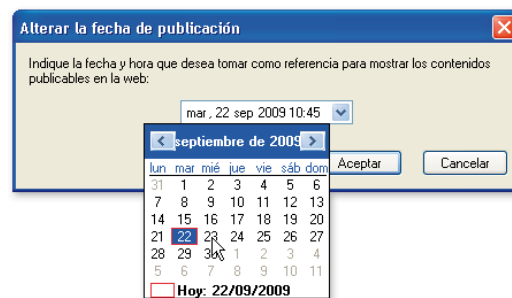 Alterar la fecha de publicación
Indique la fecha y hora que desea tomar como referencia para mostrar los contenidos
publicables en la web:
mar , 22 sep 2009 10:45
septiembre de 2009
Aceptar Cancelar
lun mar mié jue vie sáb dom
31 1 2 3 4 5 6
7 8 9 10 11 12 13
14 15 16 17 18 19 20
21 22 23 24 25 26 27
28 29 30 1 2 3 4
5 6 7 8 9 10 11
Hoy: 22/09/2009